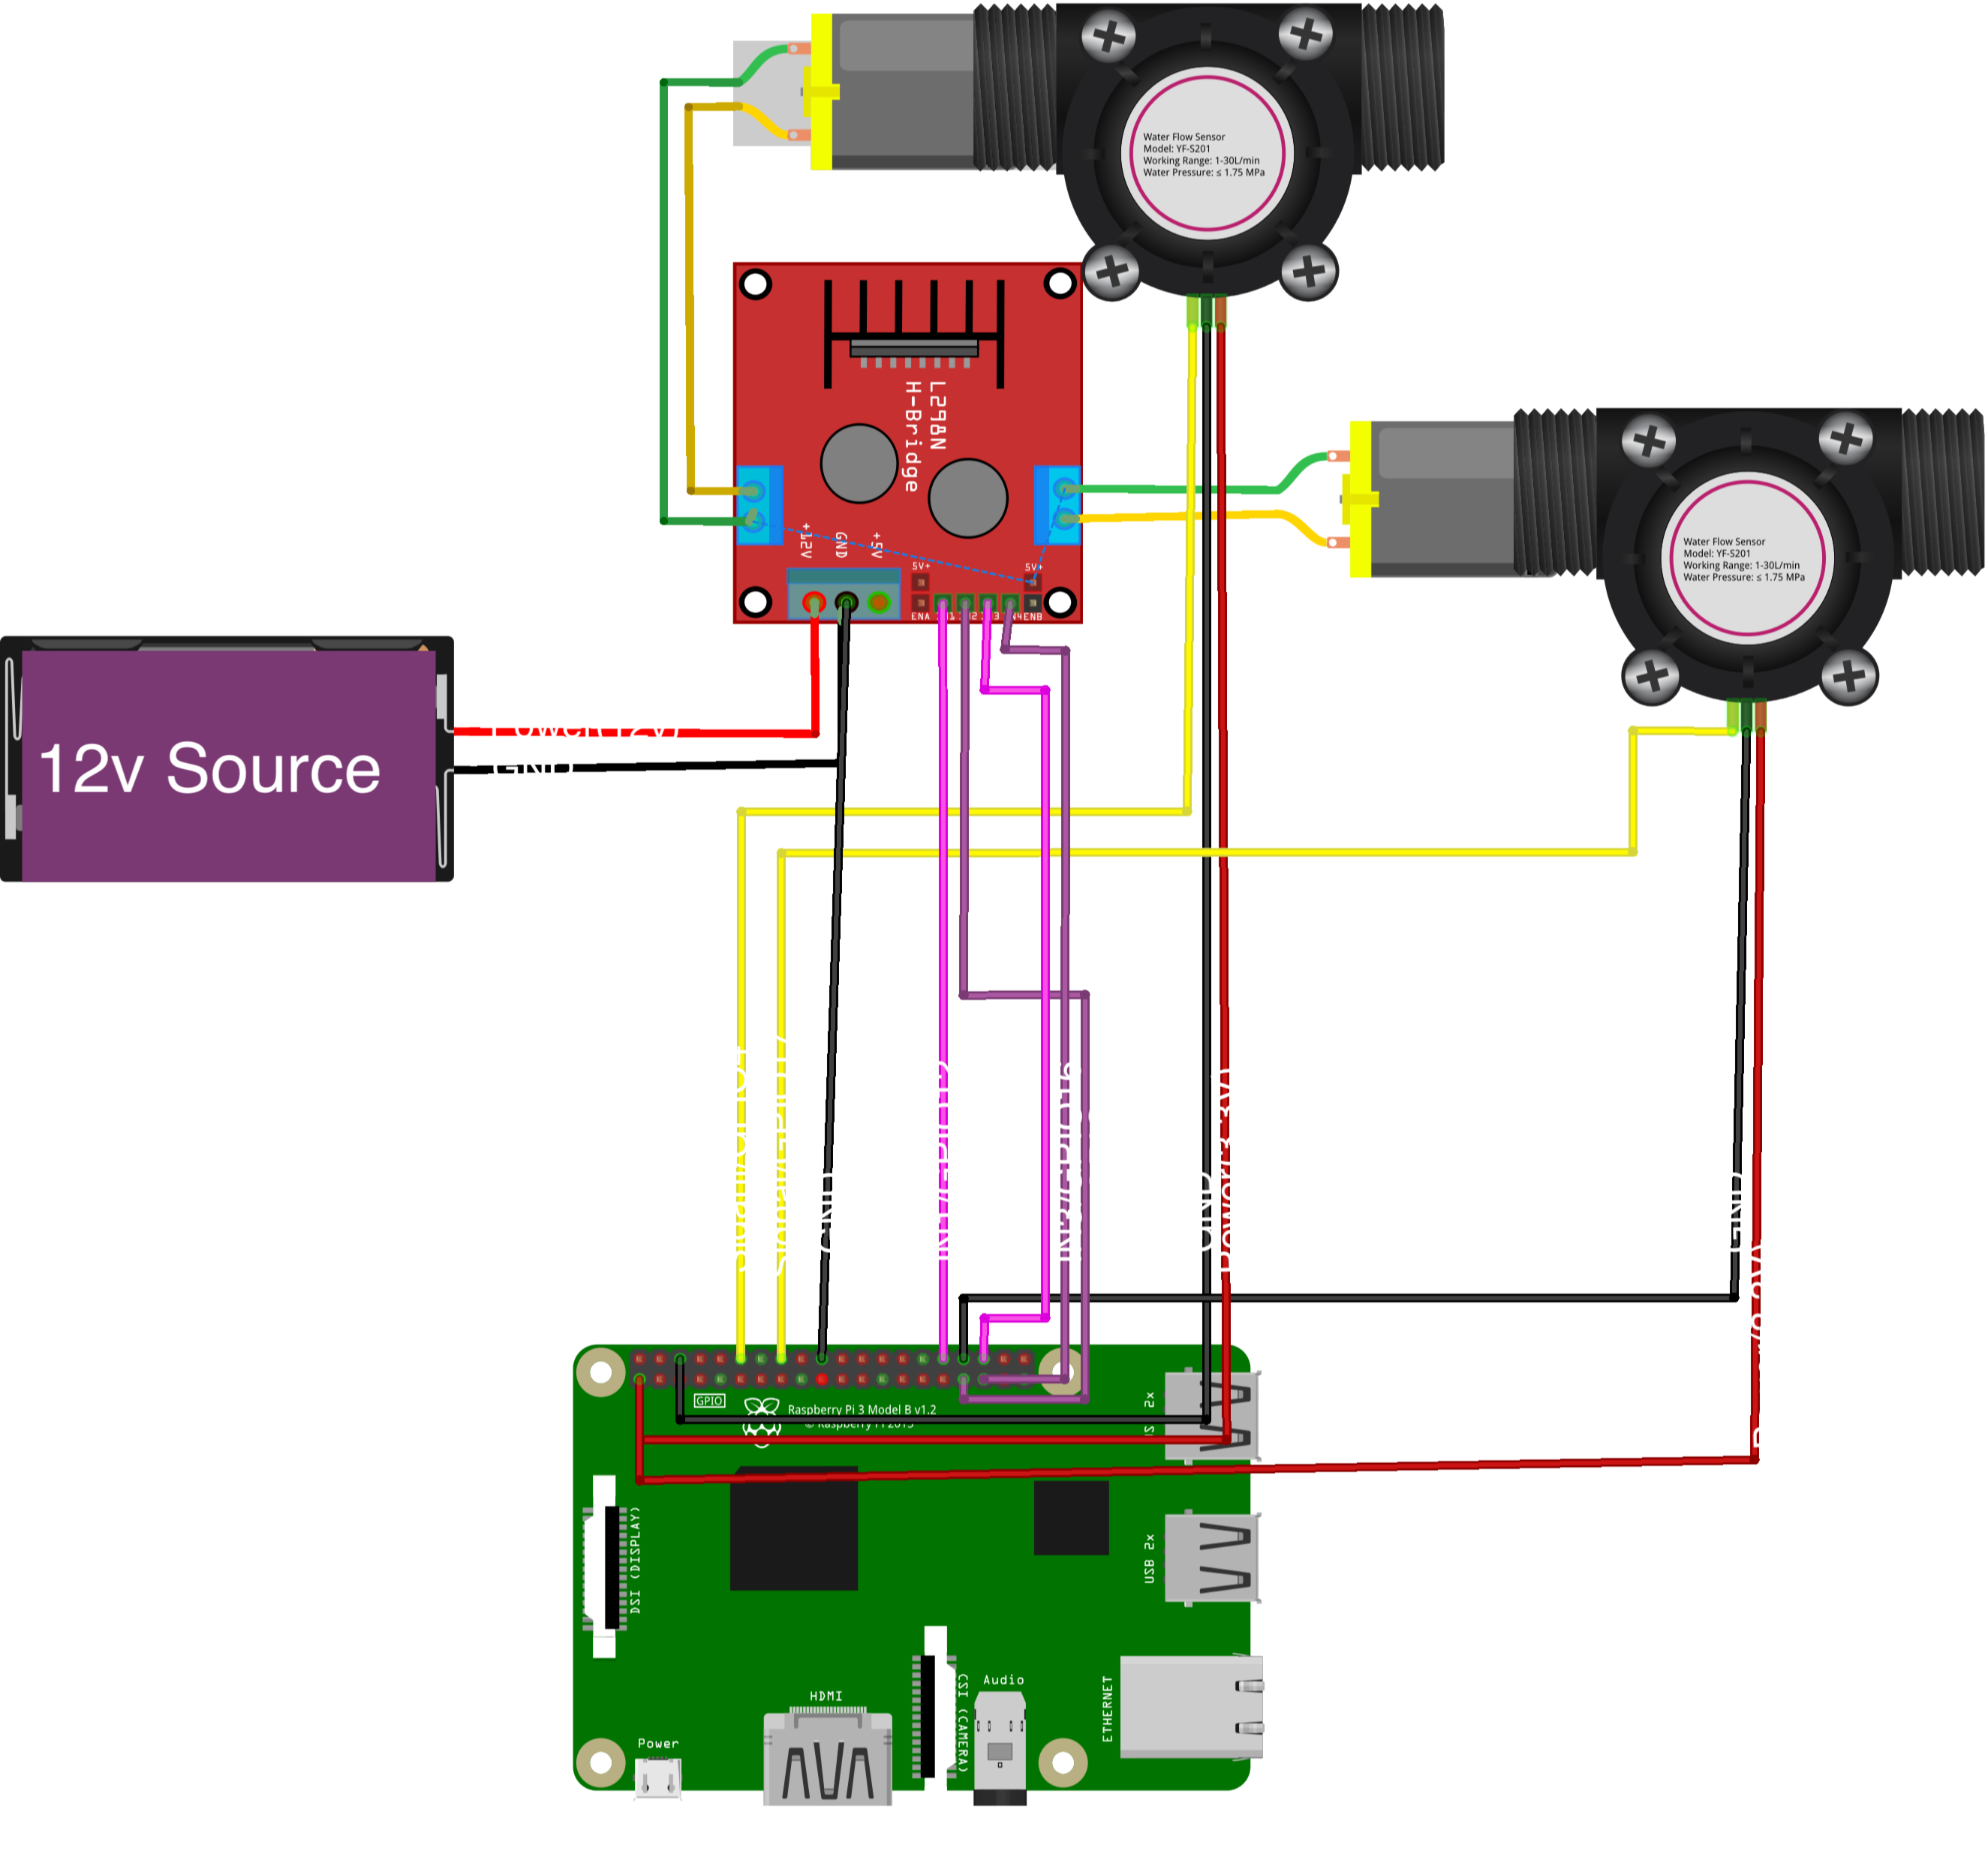 Water Flow Sensor
Model: YF-S201
Working Range: 1-30L/min
Water Pressure: ≤ 1.75 MPa
L298N
H-Bridge
Water Flow Sensor
Model: YF-S201
Working Range: 1-30L/min
Water Pressure: ≤ 1.75 MPa
+12V
GND
+5V
5V+
5V+
ENA
ENB
Power(12v)
GND
12v Source
GND
GND
GND
GPIO
Raspberry Pi 3 Model B v1.2
© Raspberry Pi 2015
DSI (DISPLAY)
USB 2x
HDMI
CSI (CAMERA)
Audio
ETHERNET
Power